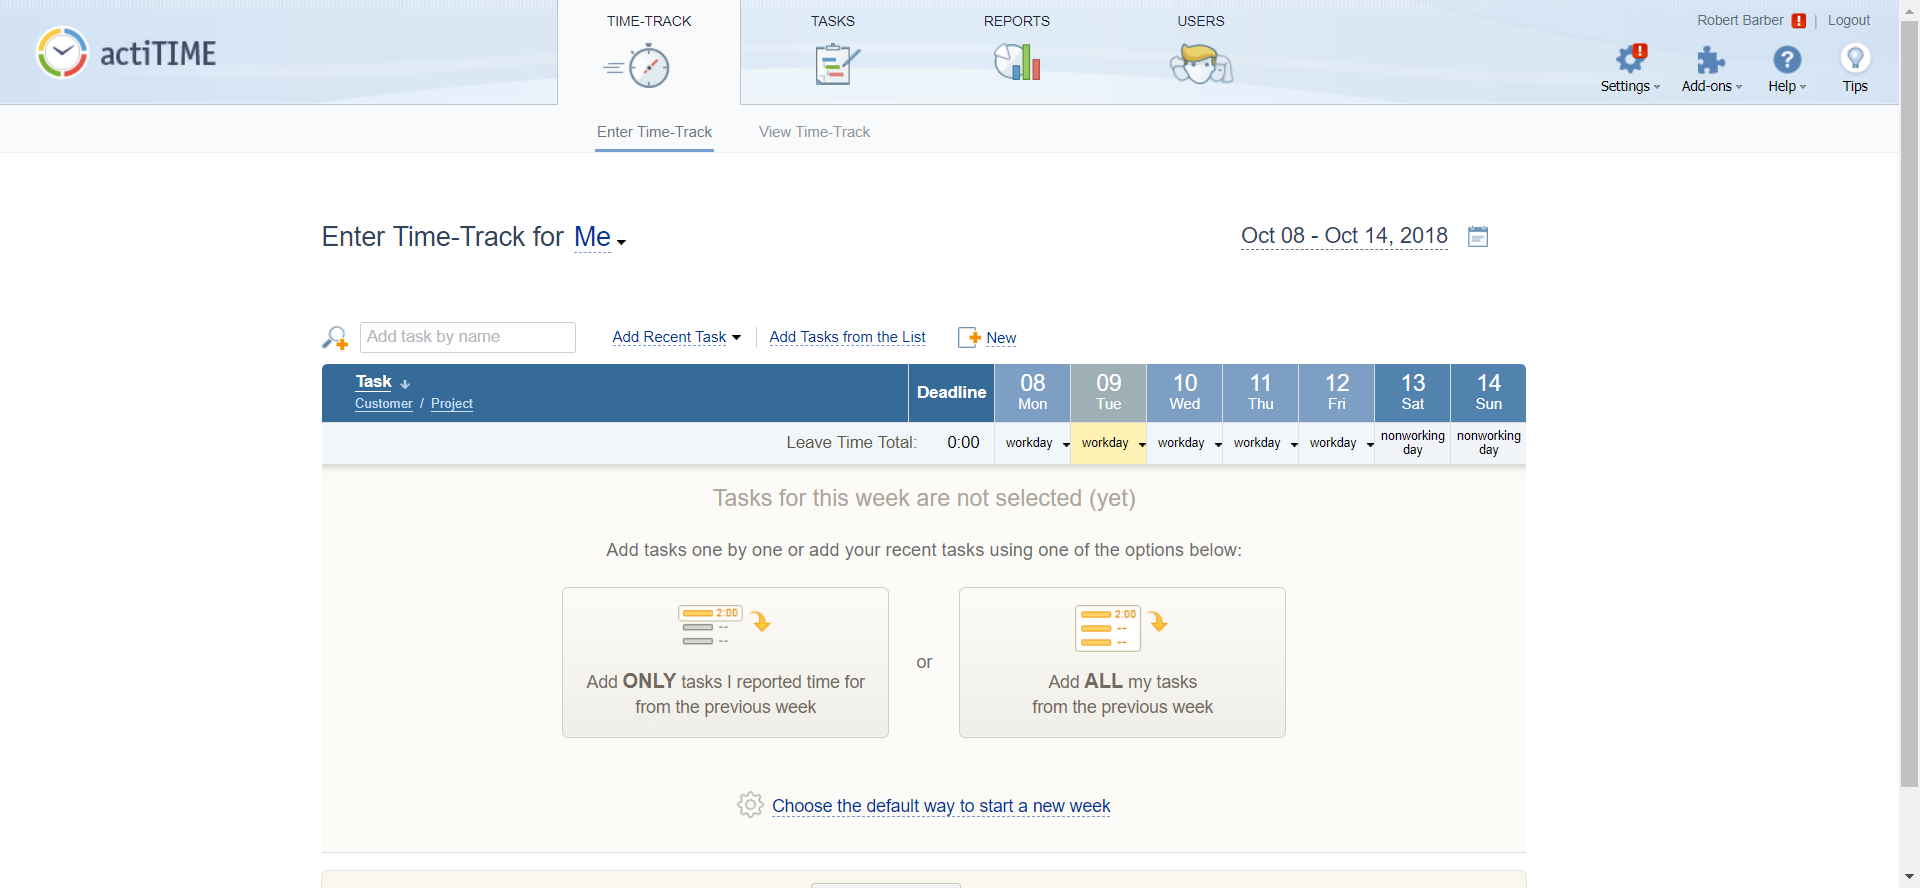 actiTIME
TIME-TRACK
TASKS
REPORTS
USERS
Robert Barber ! | Logout
Settings
Add-ons
Help
Tips
Enter Time-Track
View Time-Track
Enter Time-Track for Me
Oct 08 - Oct 14, 2018
Add task by name
Add Recent Task
Add Tasks from the List
New
Task
Customer / Project
Deadline
08
Mon
09
Tue
10
Wed
11
Thu
12
Fri
13
Sat
14
Sun
Leave Time Total: 0:00
workday
workday
workday
workday
workday
nonworking
day
nonworking
day
Tasks for this week are not selected (yet)
Add tasks one by one or add your recent tasks using one of the options below:
2:00
--
--
Add ONLY tasks I reported time for
from the previous week
or
2:00
--
--
Add ALL my tasks
from the previous week
Choose the default way to start a new week